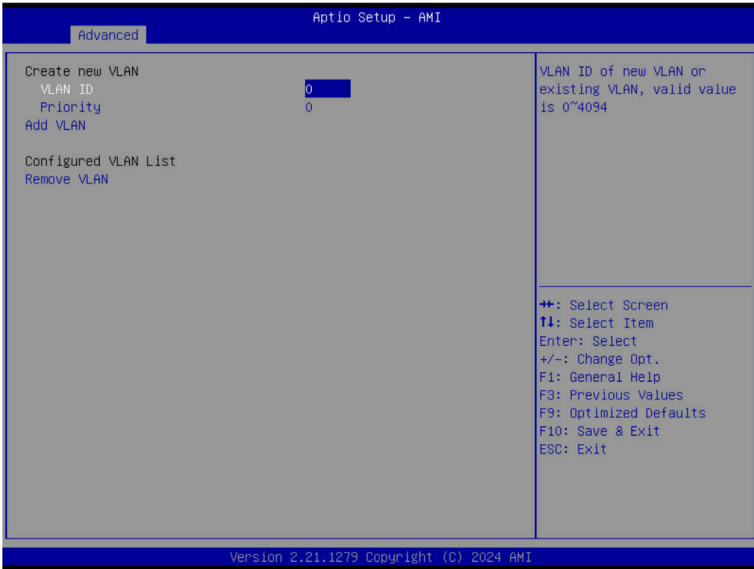 Aptio Setup – AMI
Advanced
Create new VLAN
VLAN ID 0
Priority 0
Add VLAN
Configured VLAN List
Remove VLAN
VLAN ID of new VLAN or
existing VLAN, valid value
is 0~4094
→←: Select Screen
↑↓: Select Item
Enter: Select
+/-: Change Opt.
F1: General Help
F3: Previous Values
F9: Optimized Defaults
F10: Save & Exit
ESC: Exit
Version 2.21.1279 Copyright (C) 2024 AMI